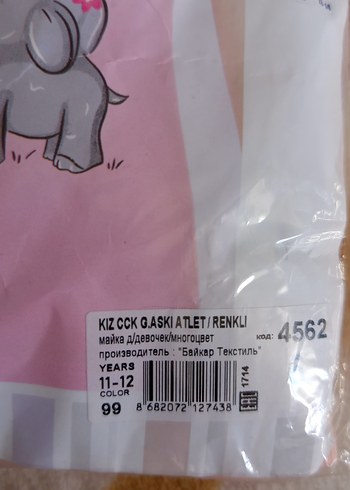 KIZ CCK G.ASKI ATLET / RENKLI
майка д/девочек/многоцвет
код: 4562
производитель : "Байкар Текстиль"
YEARS
11-12
COLOR
99
8 682072 127438
1714
EAC